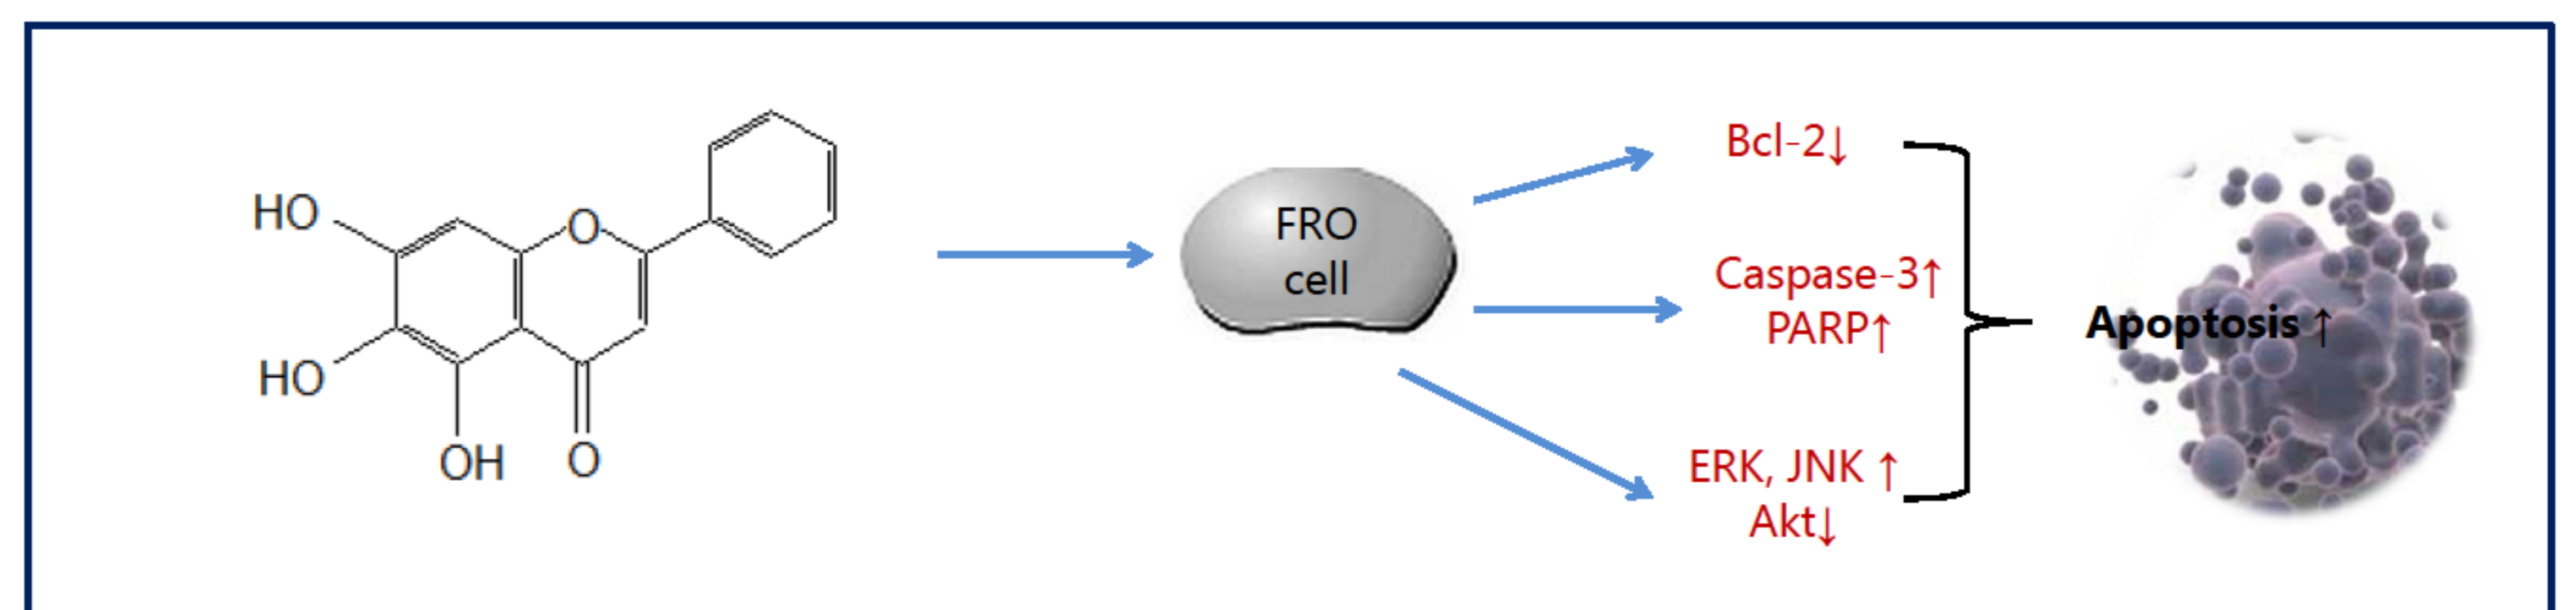 HO
O
HO
OH
O
FRO
cell
Bcl-2↓
Caspase-3↑
PARP↑
ERK, JNK ↑
Akt↓
Apoptosis ↑